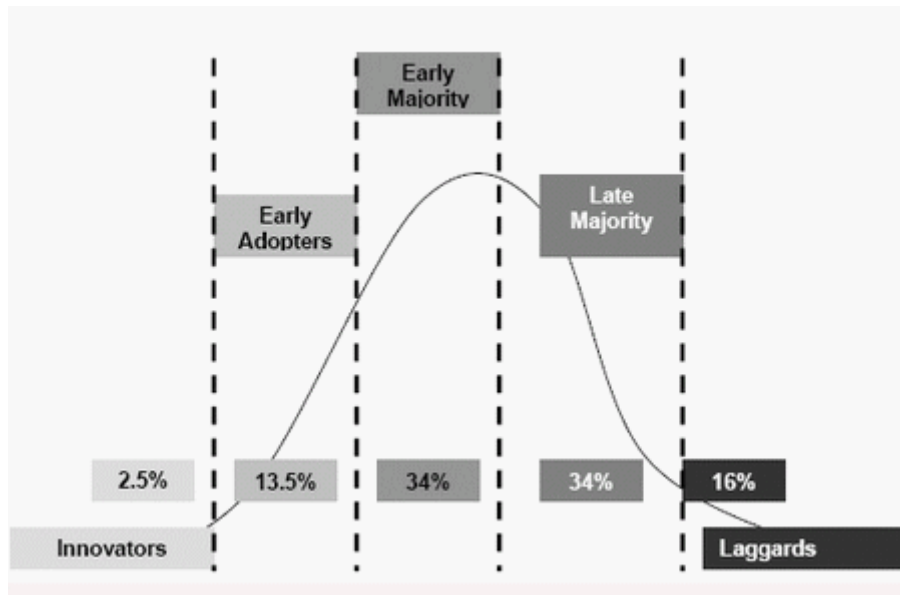 Early
Majority
Early
Adopters
Late
Majority
2.5%
13.5%
34%
34%
16%
Innovators
Laggards